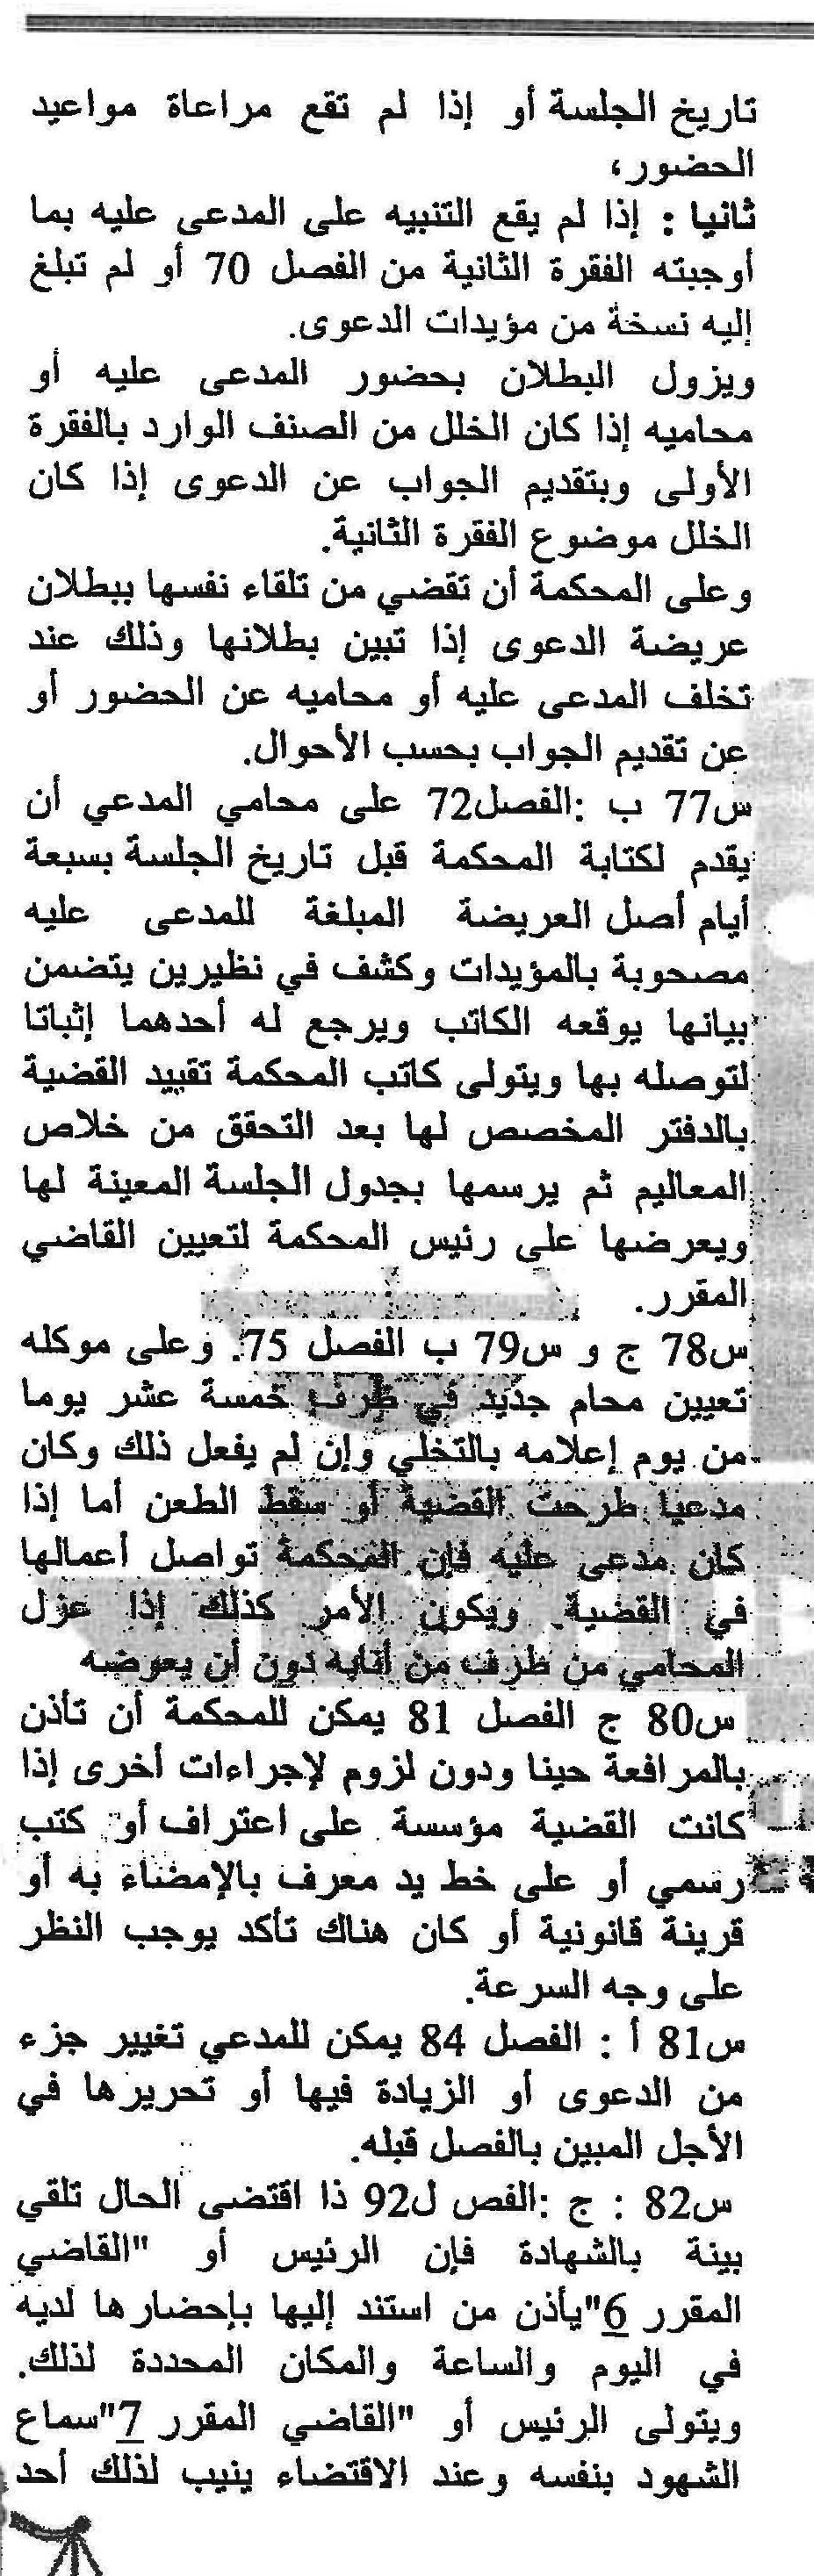 تاريخ الجلسة أو إذا لم تقع مراعاة مواعيد
الحضور،
ثانيا : إذا لم يقع التنبيه على المدعى عليه بما
أوجبته الفقرة الثانية من الفصل 70 أو لم تبلغ
إليه نسخة من مؤيدات الدعوى.
ويزول البطلان بحضور المدعى عليه أو
محاميه إذا كان الخلل من الصنف الوارد بالفقرة
الأولى وبتقديم الجواب عن الدعوى إذا كان
الخلل موضوع الفقرة الثانية.
وعلى المحكمة أن تقضي من تلقاء نفسها ببطلان
عريضة الدعوى إذا تبين بطلانها وذلك عند
تخلف المدعى عليه أو محاميه عن الحضور أو
عن تقديم الجواب بحسب الأحوال.
س77 ب :الفصل72 على محامي المدعي أن
يقدم لكتابة المحكمة قبل تاريخ الجلسة بسبعة
أيام أصل العريضة المبلغة للمدعى عليه
مصحوبة بالمؤيدات وكشف في نظيرين يتضمن
بيانها يوقعه الكاتب ويرجع له أحدهما إثباتا
لتوصله بها ويتولى كاتب المحكمة تقييد القضية
بالدفتر المخصص لها بعد التحقق من خلاص
المعاليم ثم يرسمها بجدول الجلسة المعينة لها
ويعرضها على رئيس المحكمة لتعيين القاضي
المقرر.
س78 ج و س79 ب الفصل 75. وعلى موكله
تعيين محام جديد في ظرف خمسة عشر يوما
من يوم إعلامه بالتخلي وإن لم يفعل ذلك وكان
مدعيا طرحت القضية أو سقط الطعن أما إذا
كان مدعى عليه فإن المحكمة تواصل أعمالها
في القضية. ويكون الأمر كذلك إذا عزل
المحامي من طرف من أنابه دون أن يعوضه
س80 ج الفصل 81 يمكن للمحكمة أن تأذن
بالمرافعة حينا ودون لزوم لإجراءات أخرى إذا
كانت القضية مؤسسة على اعتراف أو كتب
رسمي أو على خط يد معرف بالإمضاء به أو
قرينة قانونية أو كان هناك تأكد يوجب النظر
على وجه السرعة.
س81 أ : الفصل 84 يمكن للمدعي تغيير جزء
من الدعوى أو الزيادة فيها أو تحريرها في
الأجل المبين بالفصل قبله.
س82 : ج :الفص ل92 ذا اقتضى الحال تلقي
بينة بالشهادة فإن الرئيس أو "القاضي
المقرر 6"يأذن من استند إليها بإحضارها لديه
في اليوم والساعة والمكان المحددة لذلك.
ويتولى الرئيس أو "القاضي المقرر 7"سماع
الشهود بنفسه وعند الاقتضاء ينيب لذلك أحد